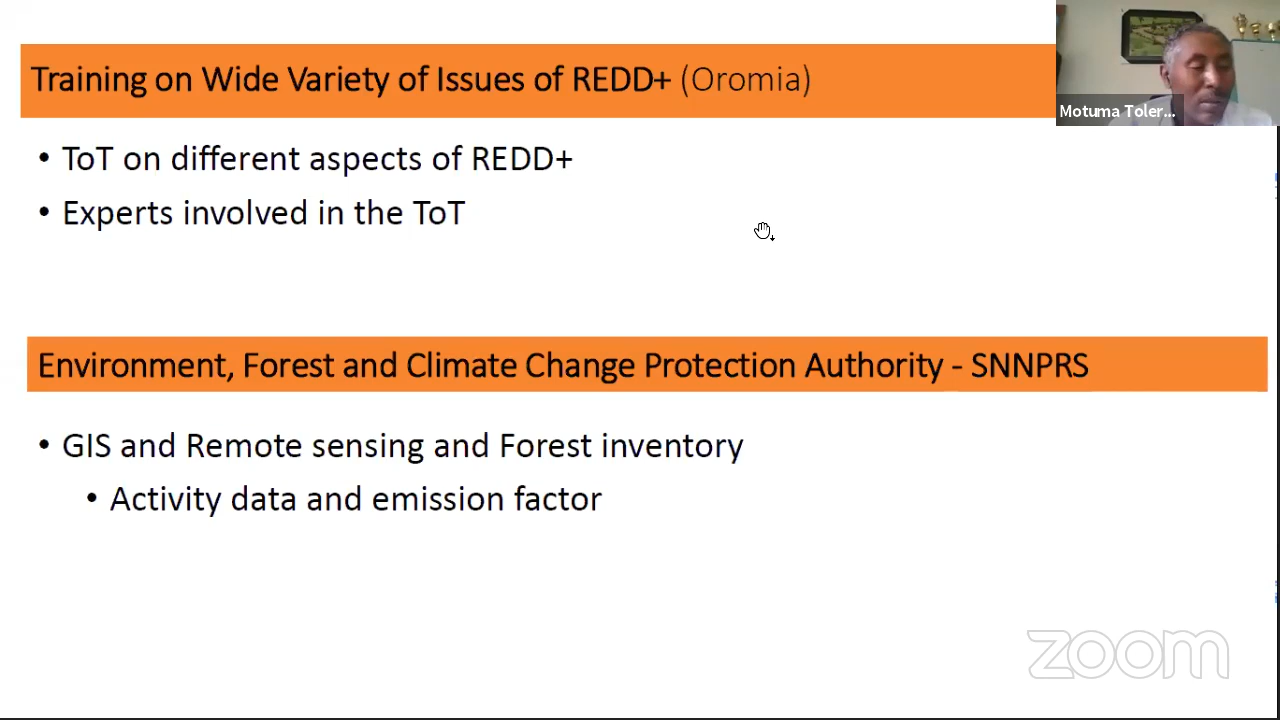 Training on Wide Variety of Issues of REDD+ (Oromia)
Motuma Toler...
• ToT on different aspects of REDD+
• Experts involved in the ToT
Environment, Forest and Climate Change Protection Authority - SNNPRS
• GIS and Remote sensing and Forest inventory
• Activity data and emission factor
zoom